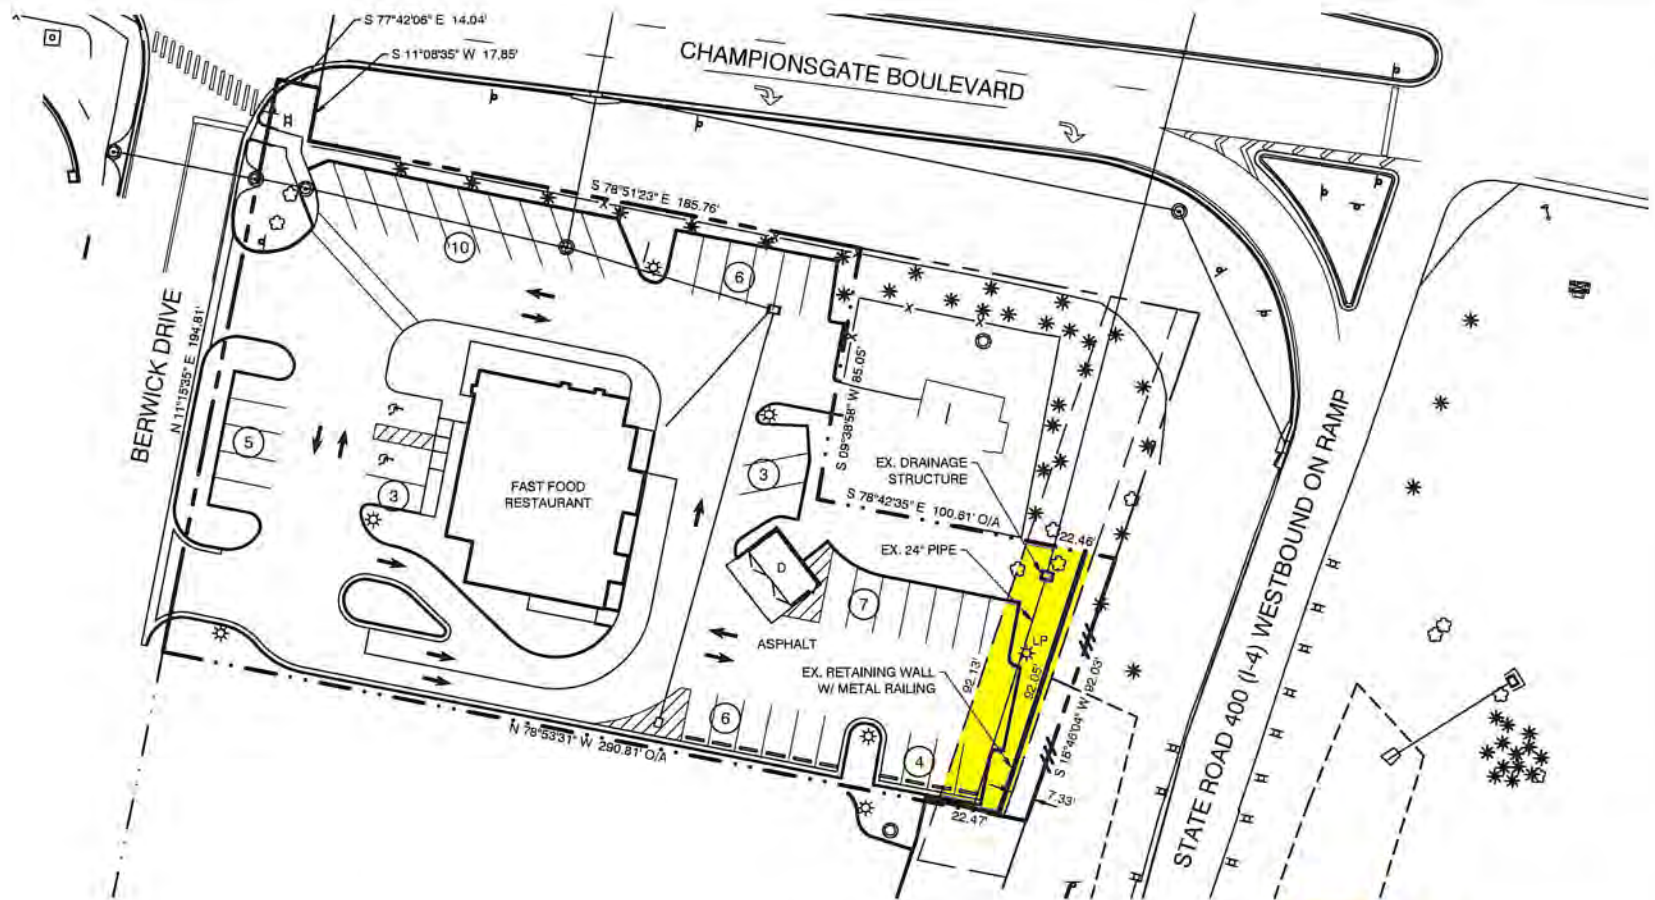 S 77°42'06" E 14.04'
S 11°08'35" W 17.85'
CHAMPIONSGATE BOULEVARD
S 78°51'23" E 185.76'
10
6
BERWICK DRIVE
N 11°15'35" E 194.81'
S 09°38'58" W 85.05'
5
3
3
FAST FOOD
RESTAURANT
EX. DRAINAGE
STRUCTURE
S 78°42'35" E 100.81' O/A
22.46'
EX. 24" PIPE
D
7
ASPHALT
LP
EX. RETAINING WALL
W/ METAL RAILING
92.13'
92.05'
S 16°46'04" W 92.03'
6
4
N 78°53'31" W 290.81' O/A
7.33'
22.47'
STATE ROAD 400 (I-4) WESTBOUND ON RAMP